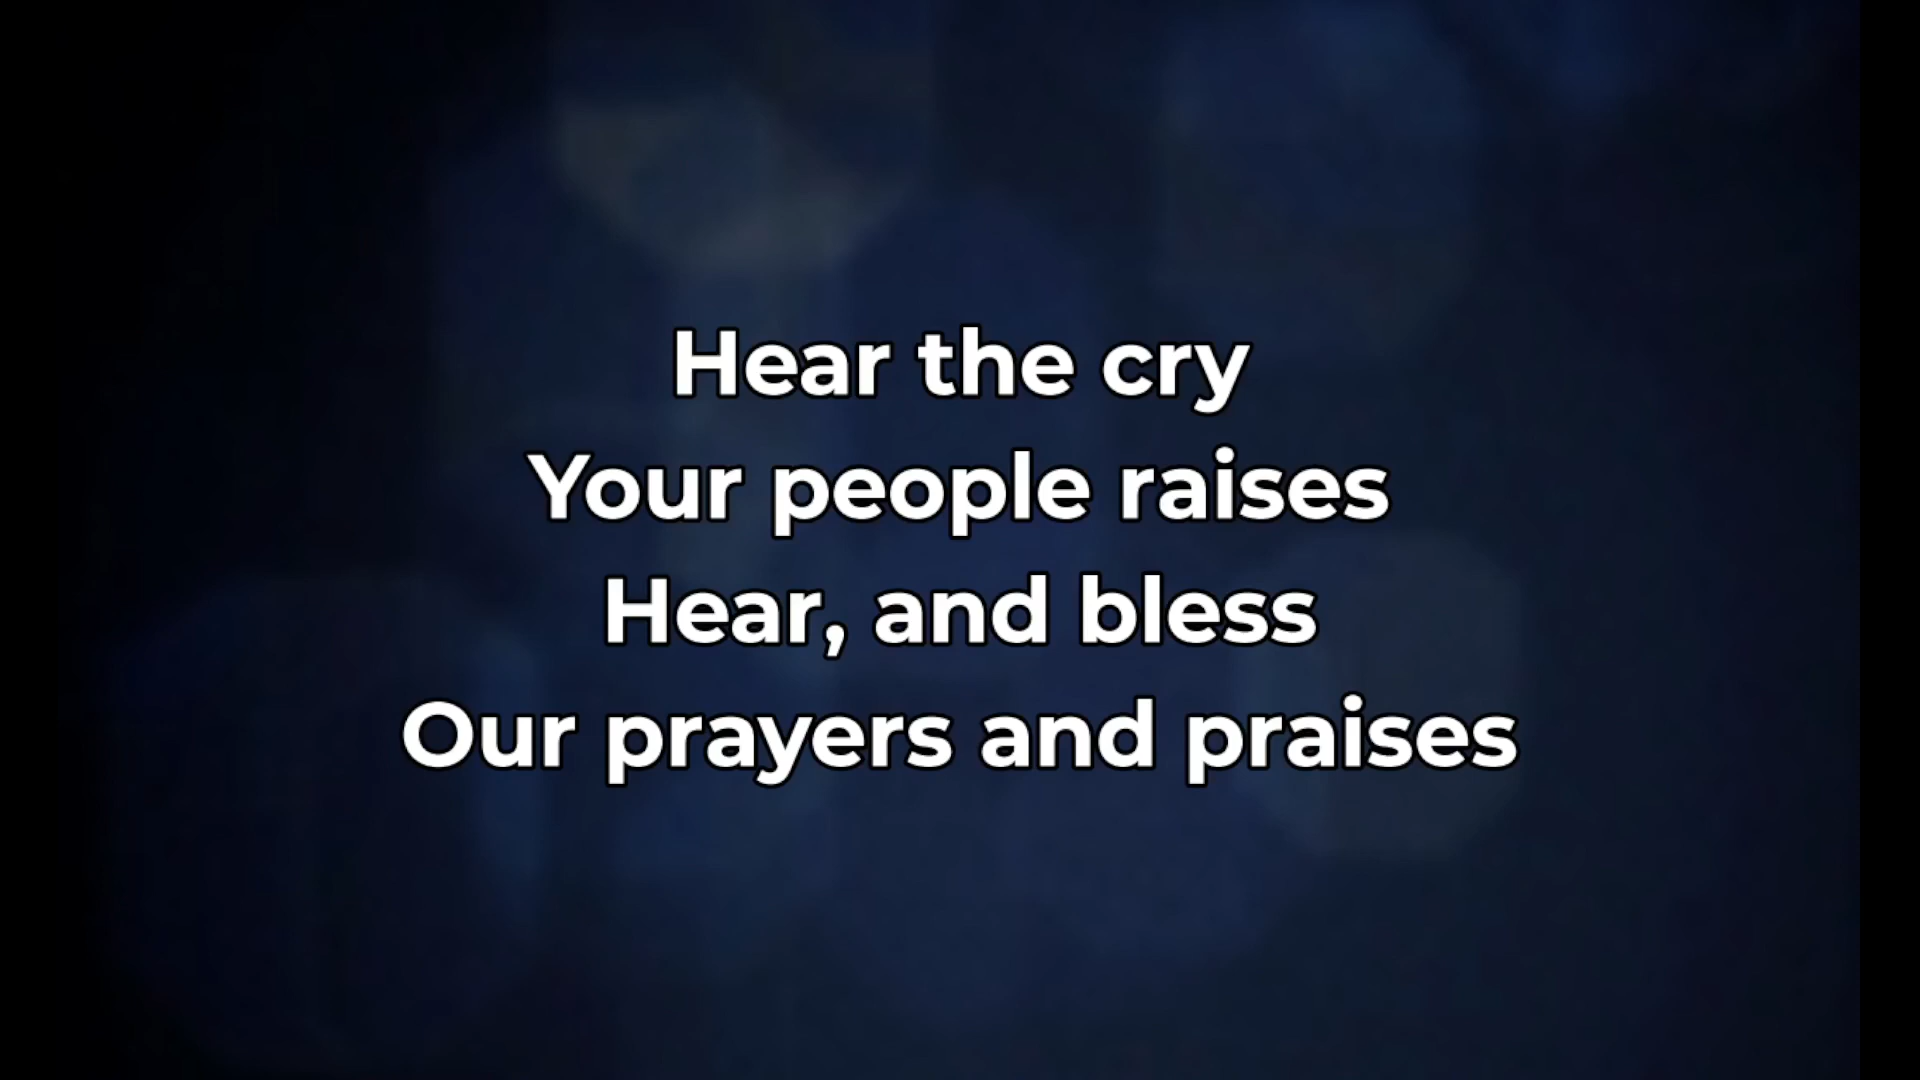 Hear the cry
Your people raises
Hear, and bless
Our prayers and praises